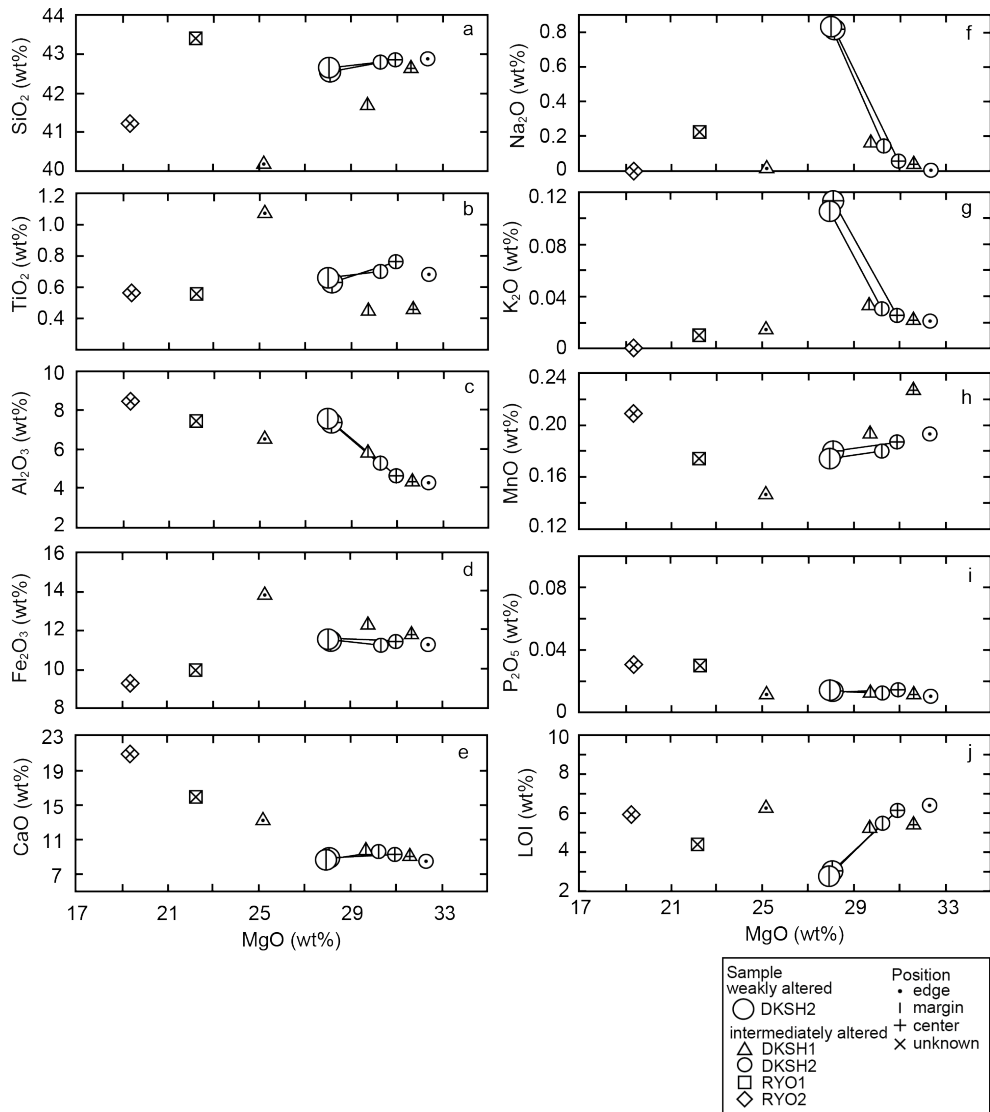 a
SiO₂ (wt%)
44
43
42
41
40
b
TiO₂ (wt%)
1.2
1.0
0.8
0.6
0.4
c
Al₂O₃ (wt%)
10
8
6
4
2
d
Fe₂O₃ (wt%)
16
14
12
10
8
e
CaO (wt%)
23
19
15
11
7
17
21
25
29
33
MgO (wt%)
f
Na₂O (wt%)
0.8
0.6
0.4
0.2
0
g
K₂O (wt%)
0.12
0.08
0.04
0
h
MnO (wt%)
0.24
0.20
0.16
0.12
i
P₂O₅ (wt%)
0.08
0.04
0
j
LOI (wt%)
10
8
6
4
2
17
21
25
29
33
MgO (wt%)
Sample
weakly altered
DKSH2
intermediately altered
DKSH1
DKSH2
RYO1
RYO2
Position
edge
margin
center
unknown